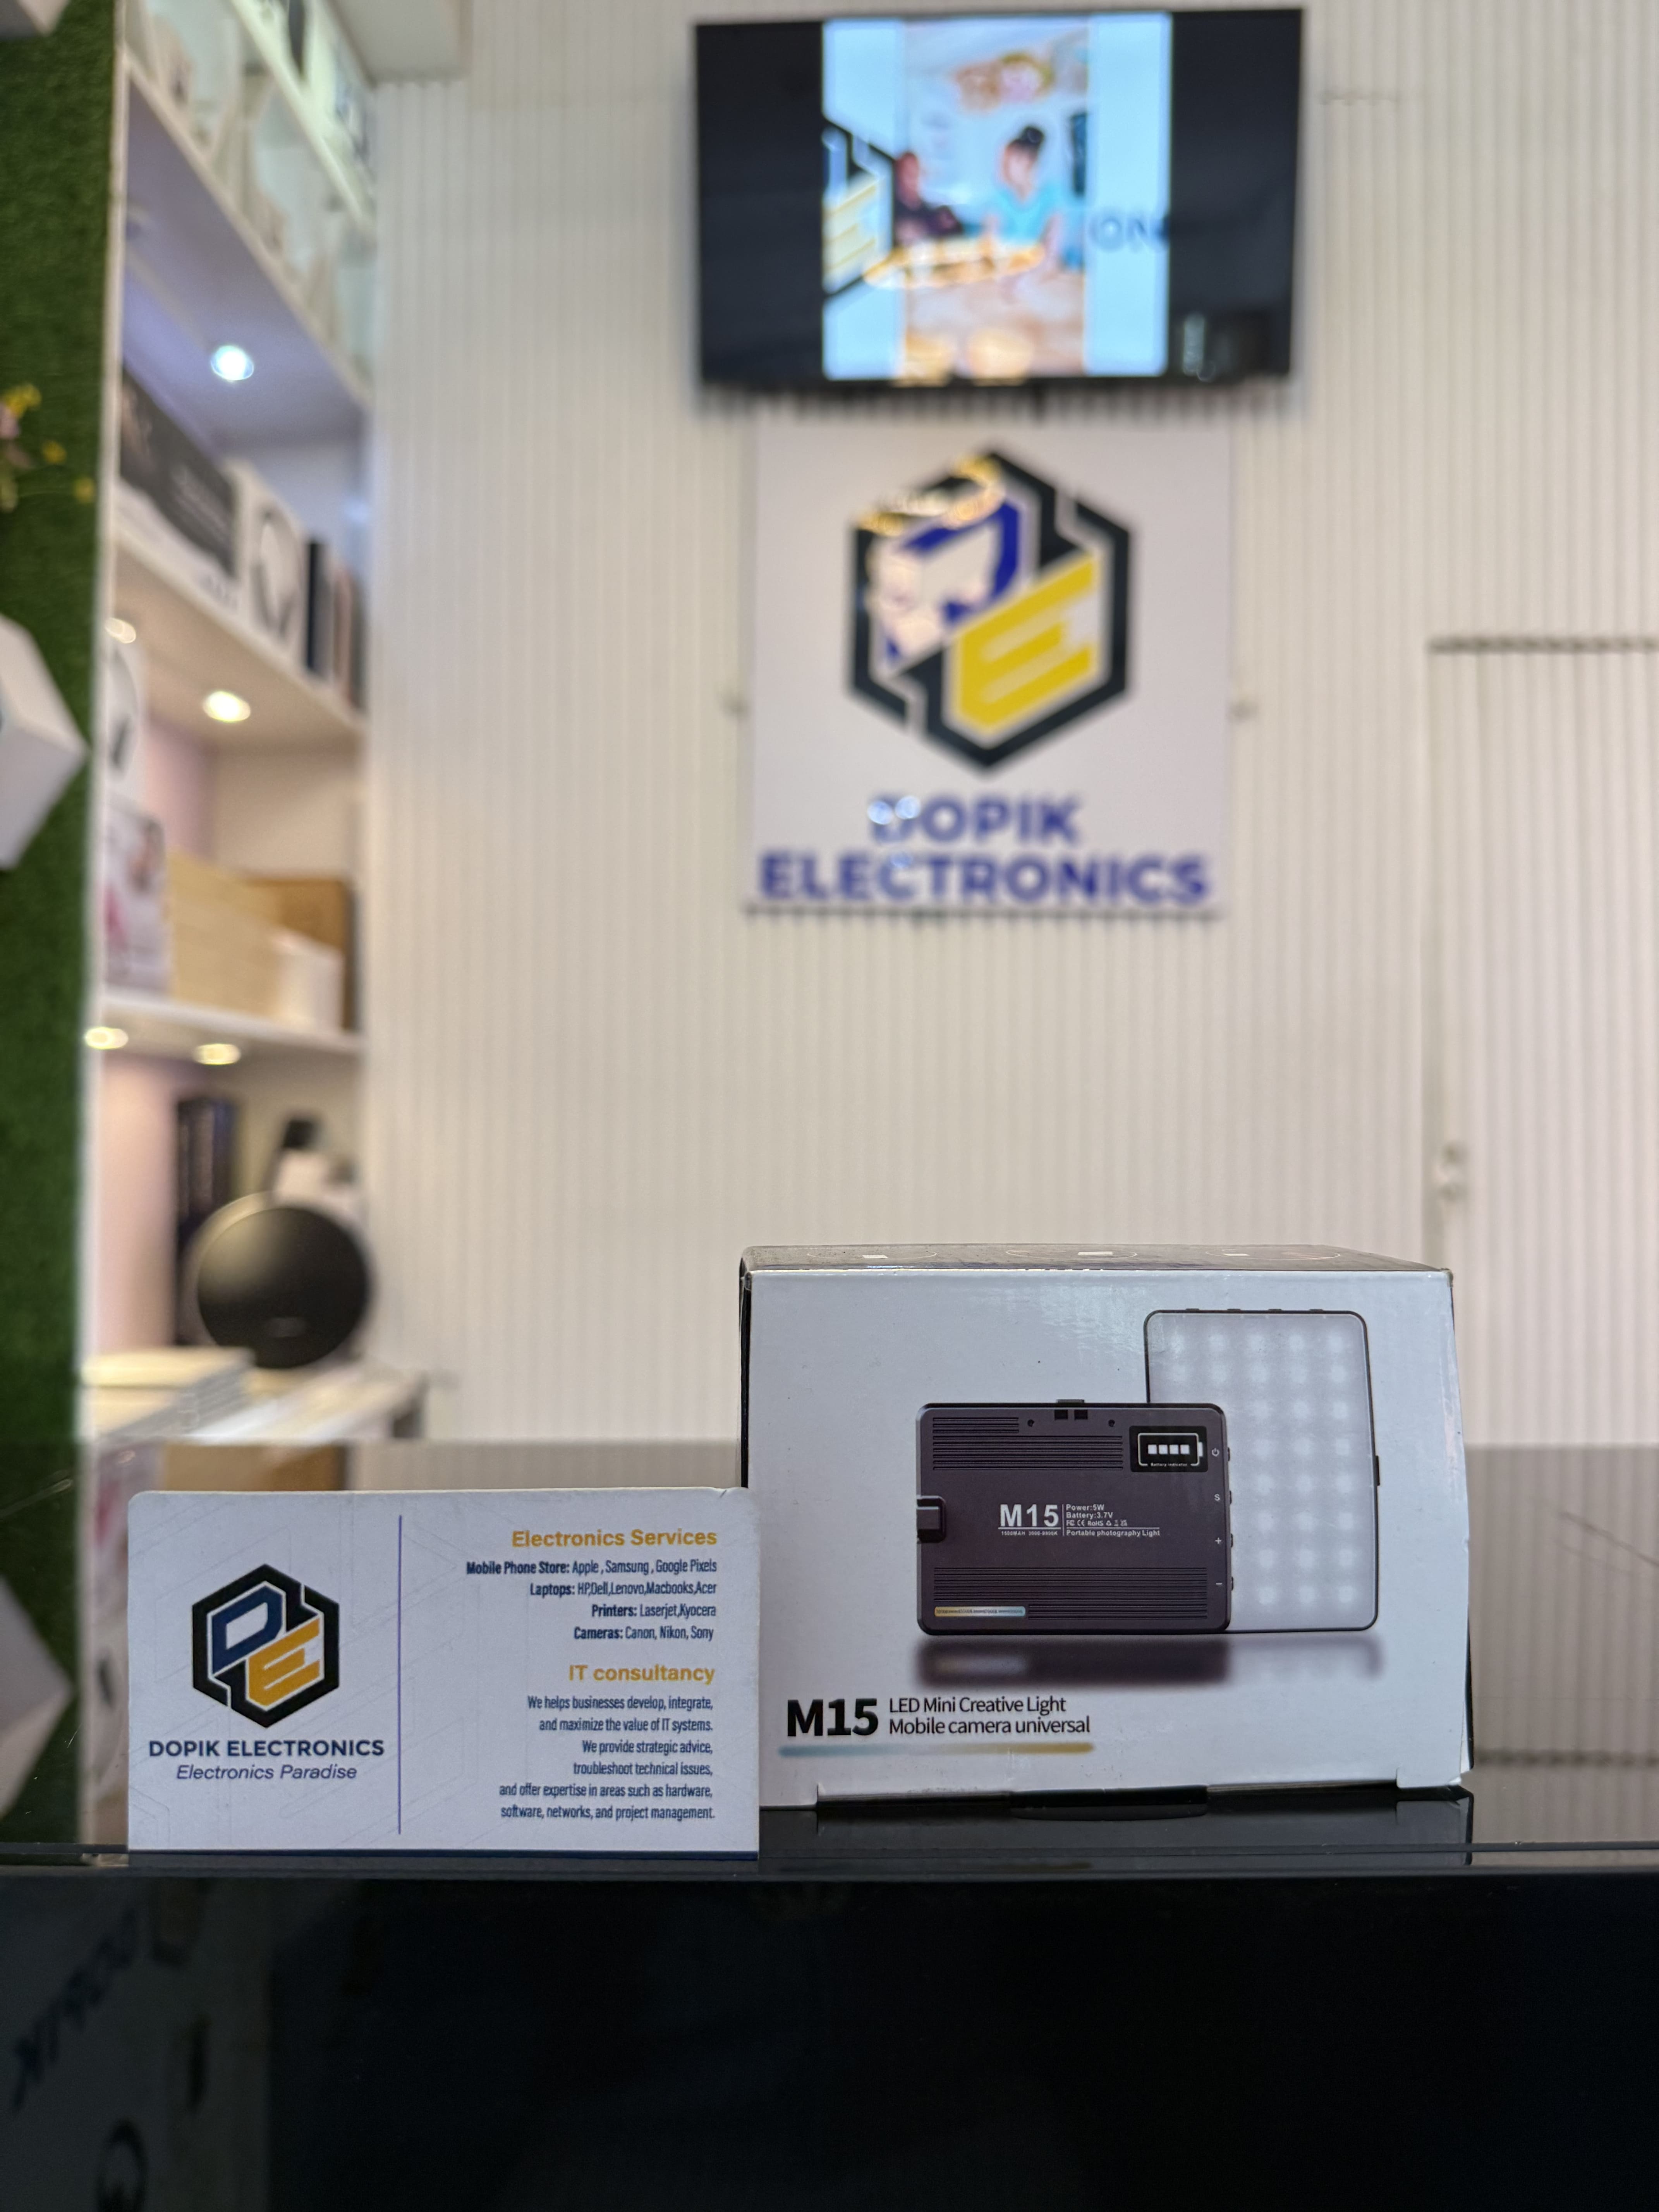 DOPIK
ELECTRONICS
DE
DOPIK ELECTRONICS
Electronics Paradise
Electronics Services
Mobile Phone Store: Apple , Samsung , Google Pixels
Laptops: HP,Dell,Lenovo,Macbooks,Acer
Printers: Laserjet,Kyocera
Cameras: Canon, Nikon, Sony
IT consultancy
We helps businesses develop, integrate,
and maximize the value of IT systems.
We provide strategic advice,
troubleshoot technical issues,
and offer expertise in areas such as hardware,
software, networks, and project management.
Battery indicator
M15
Power:5W
Battery:3.7V
FC CE RoHS
Portable photography Light
S
+
-
M15
LED Mini Creative Light
Mobile camera universal